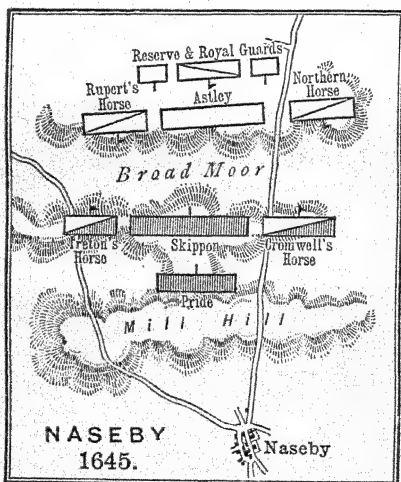 Reserve & Royal Guards
Rupert's
Horse
Astley
Northern
Horse
Broad Moor
Ireton's
Horse
Skippon
Cromwell's
Horse
Pride
Mill Hill
NASEBY
1645.
Naseby